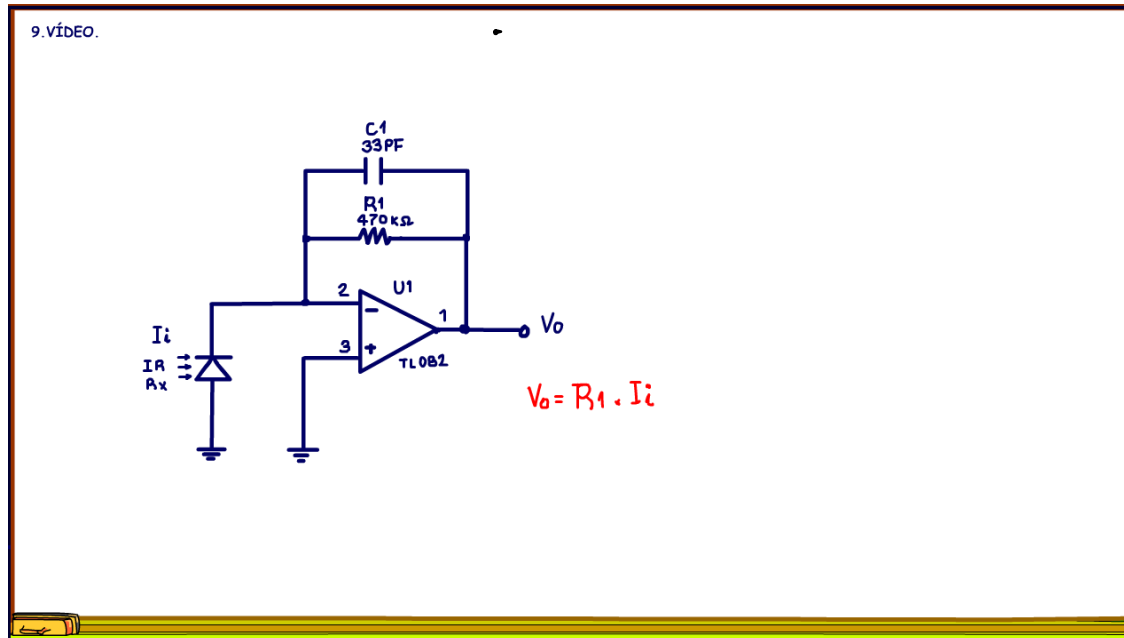 9.VÍDEO.
C1
33PF
R1
470KΩ
2
U1
1
Vo
3
TL082
Ii
IR
Rx
-
+
Vo = R1 . Ii